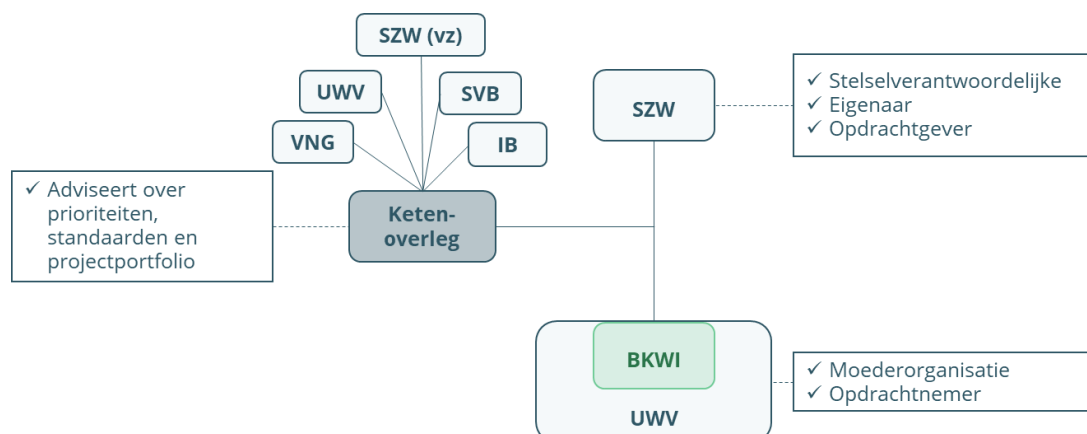 SZW (vz)
UWV
SVB
VNG
IB
✓ Adviseert over
prioriteiten,
standaarden en
projectportfolio
Keten-
overleg
SZW
✓ Stelselverantwoordelijke
✓ Eigenaar
✓ Opdrachtgever
BKWI
UWV
✓ Moederorganisatie
✓ Opdrachtnemer